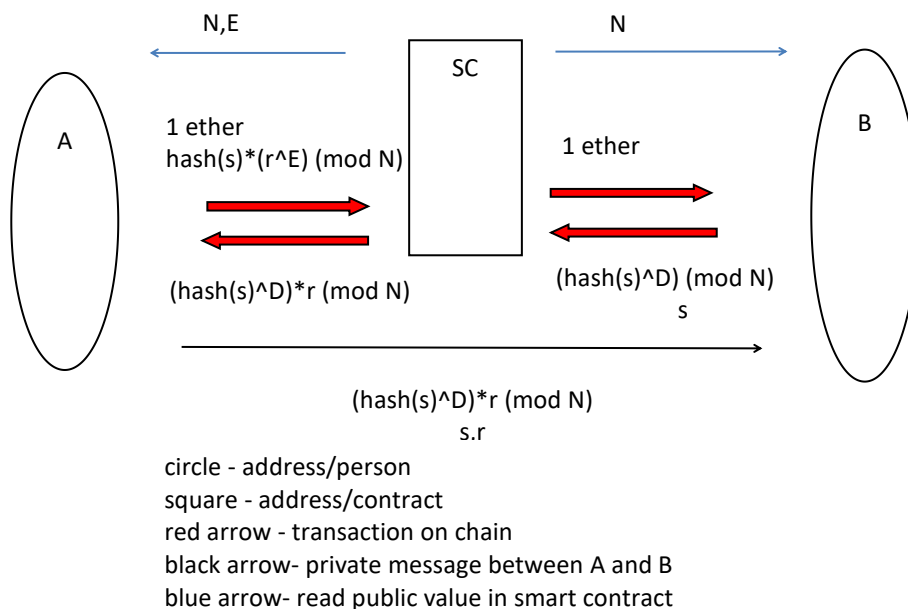 N,E
N
SC
A
B
1 ether
hash(s)*(r^E) (mod N)
1 ether
(hash(s)^D)*r (mod N)
(hash(s)^D) (mod N)
s
(hash(s)^D)*r (mod N)
s.r
circle - address/person
square - address/contract
red arrow - transaction on chain
black arrow- private message between A and B
blue arrow- read public value in smart contract